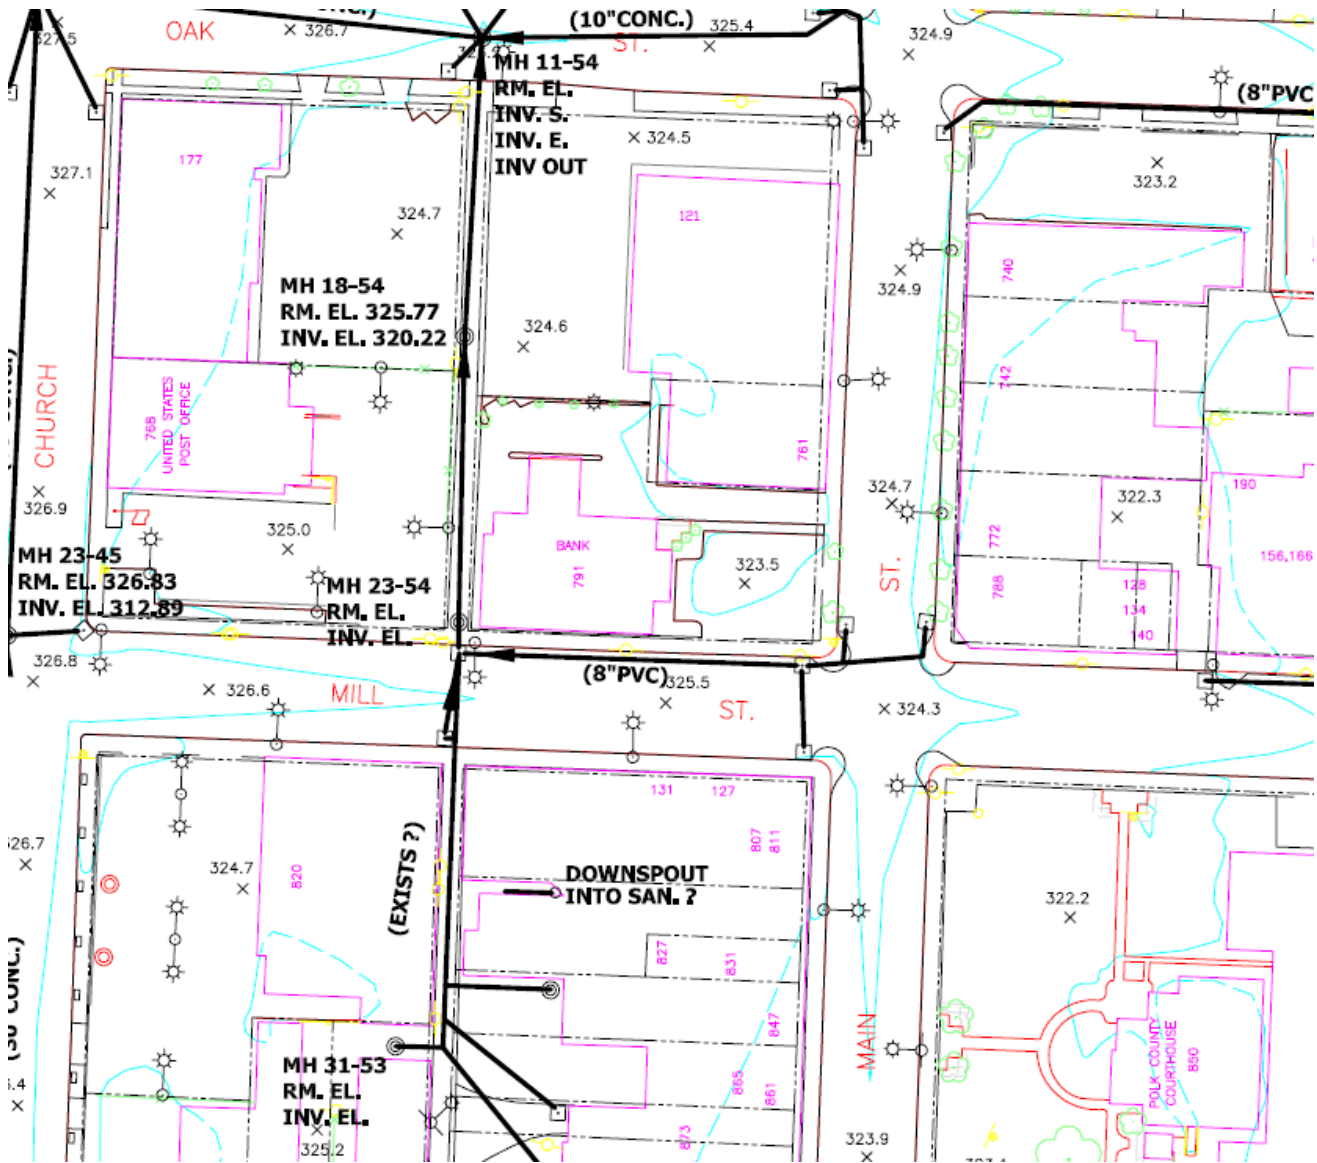 OAK
326.7
(10"CONC.)
ST.
325.4
324.9
327.5
MH 11-54
RM. EL.
INV. S.
INV. E.
INV OUT
(8"PVC
177
324.5
327.1
323.2
324.7
121
740
324.9
MH 18-54
RM. EL. 325.77
INV. EL. 320.22
324.6
742
CHURCH
768
UNITED STATES
POST OFFICE
761
324.7
ST.
190
322.3
326.9
325.0
BANK
791
323.5
772
788
156,166
128
134
140
MH 23-45
RM. EL. 326.83
INV. EL. 312.89
MH 23-54
RM. EL.
INV. EL.
326.8
326.6
MILL
(8"PVC)
325.5
ST.
324.3
131
127
807
811
326.7
324.7
820
(EXISTS ?)
DOWNSPOUT
INTO SAN. ?
322.2
827
831
847
MAIN
POLK COUNTY
COURTHOUSE
850
MH 31-53
RM. EL.
INV. EL.
325.2
865
861
873
323.9